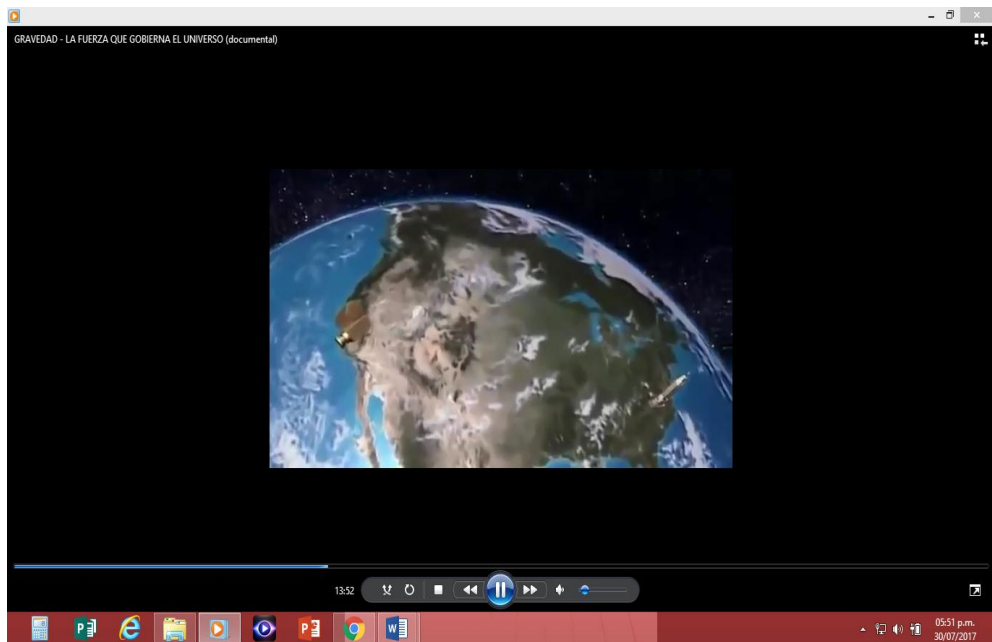 GRAVEDAD - LA FUERZA QUE GOBIERNA EL UNIVERSO (documental)
13:52
05:51 p.m.
30/07/2017